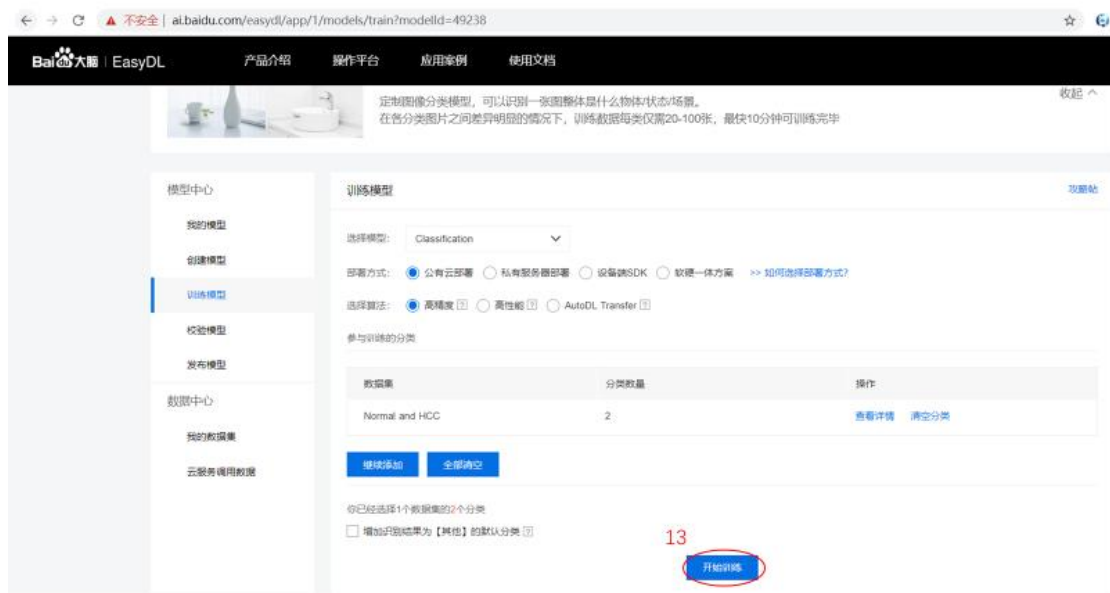 不安全 | ai.baidu.com/easydl/app/1/models/train?modelId=49238
Bai du 大脑 | EasyDL 产品介绍 操作平台 应用案例 使用文档
定制图像分类模型，可以识别一张图整体是什么物体/状态/场景。 收起
在各分类图片之间差异明显的情况下，训练数据每类仅需20-100张，最快10分钟可训练完毕
模型中心
我的模型
创建模型
训练模型
校验模型
发布模型
数据中心
我的数据集
云服务调用数据
训练模型 攻略帖
选择模型: Classification
部署方式: 公有云部署 私有服务器部署 设备端SDK 软硬一体方案 >> 如何选择部署方式?
选择算法: 高精度 ? 高性能 ? AutoDL Transfer ?
参与训练的分类
数据集 分类数量 操作
Normal and HCC 2 查看详情 清空分类
继续添加 全部清空
你已经选择1个数据集的2个分类
增加识别结果为【其他】的默认分类 ?
13
开始训练